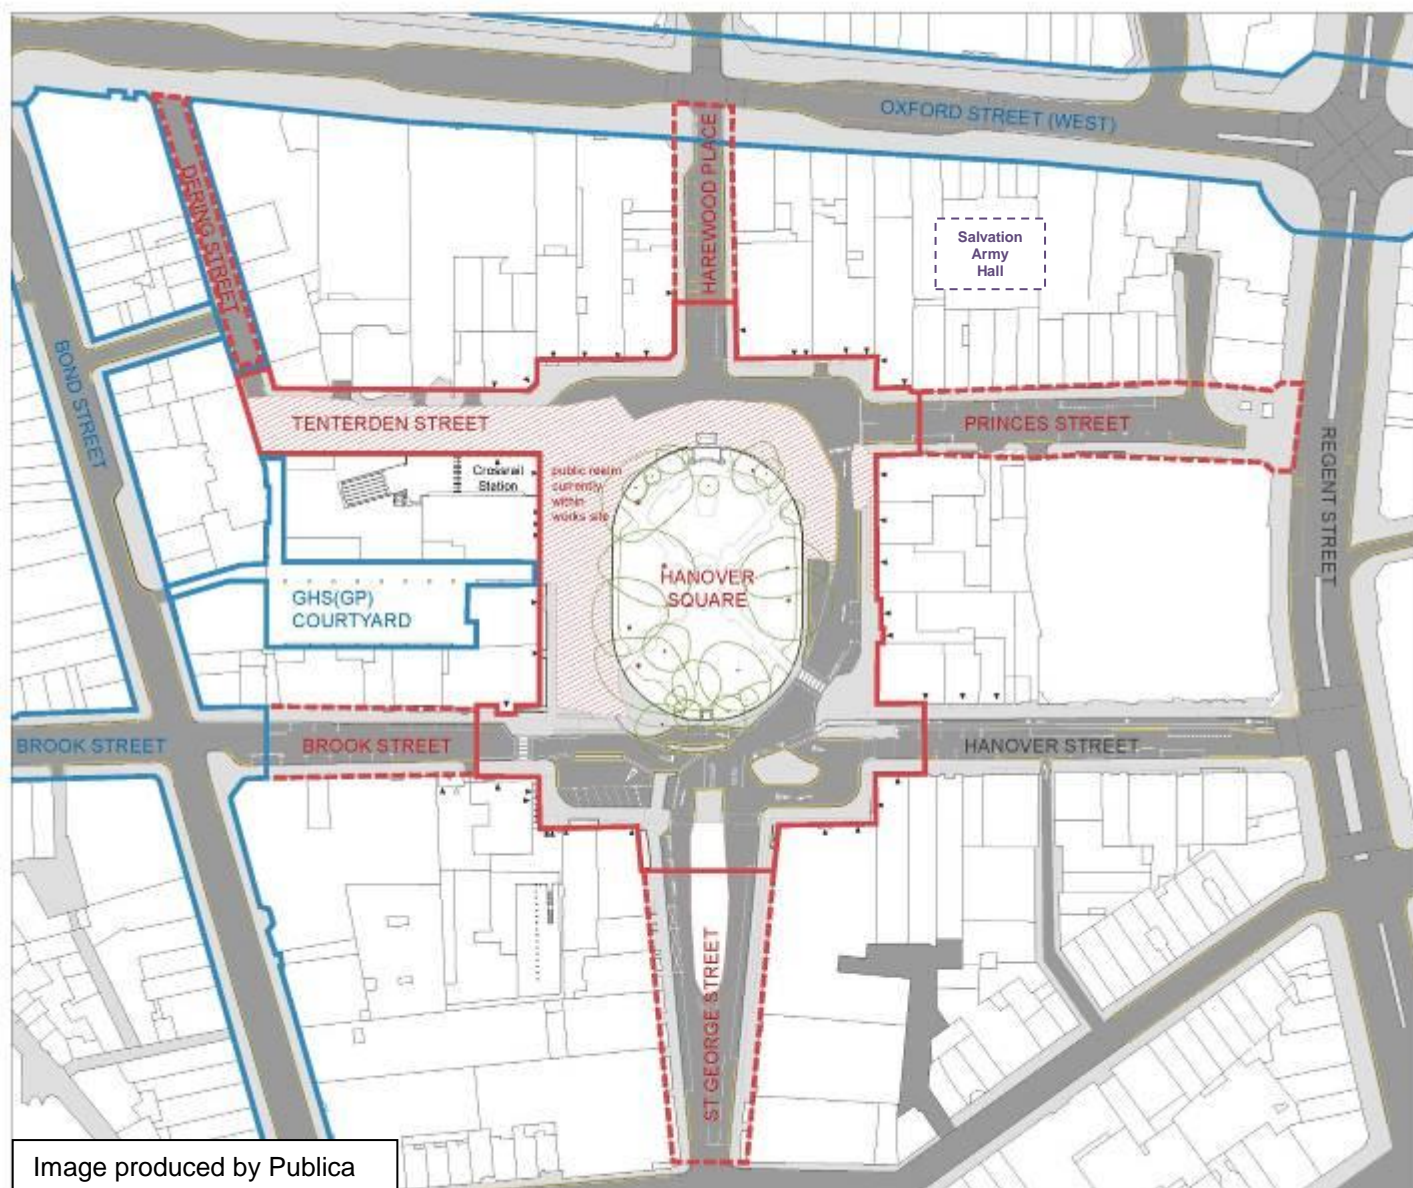 OXFORD STREET (WEST)
HAREWOOD PLACE
DERING STREET
Salvation
Army
Hall
BOND STREET
TENTERDEN STREET
PRINCES STREET
REGENT STREET
Crossrail
Station
public realm
currently
within
works site
HANOVER
SQUARE
GHS(GP)
COURTYARD
BROOK STREET
BROOK STREET
HANOVER STREET
ST GEORGE STREET
Image produced by Publica